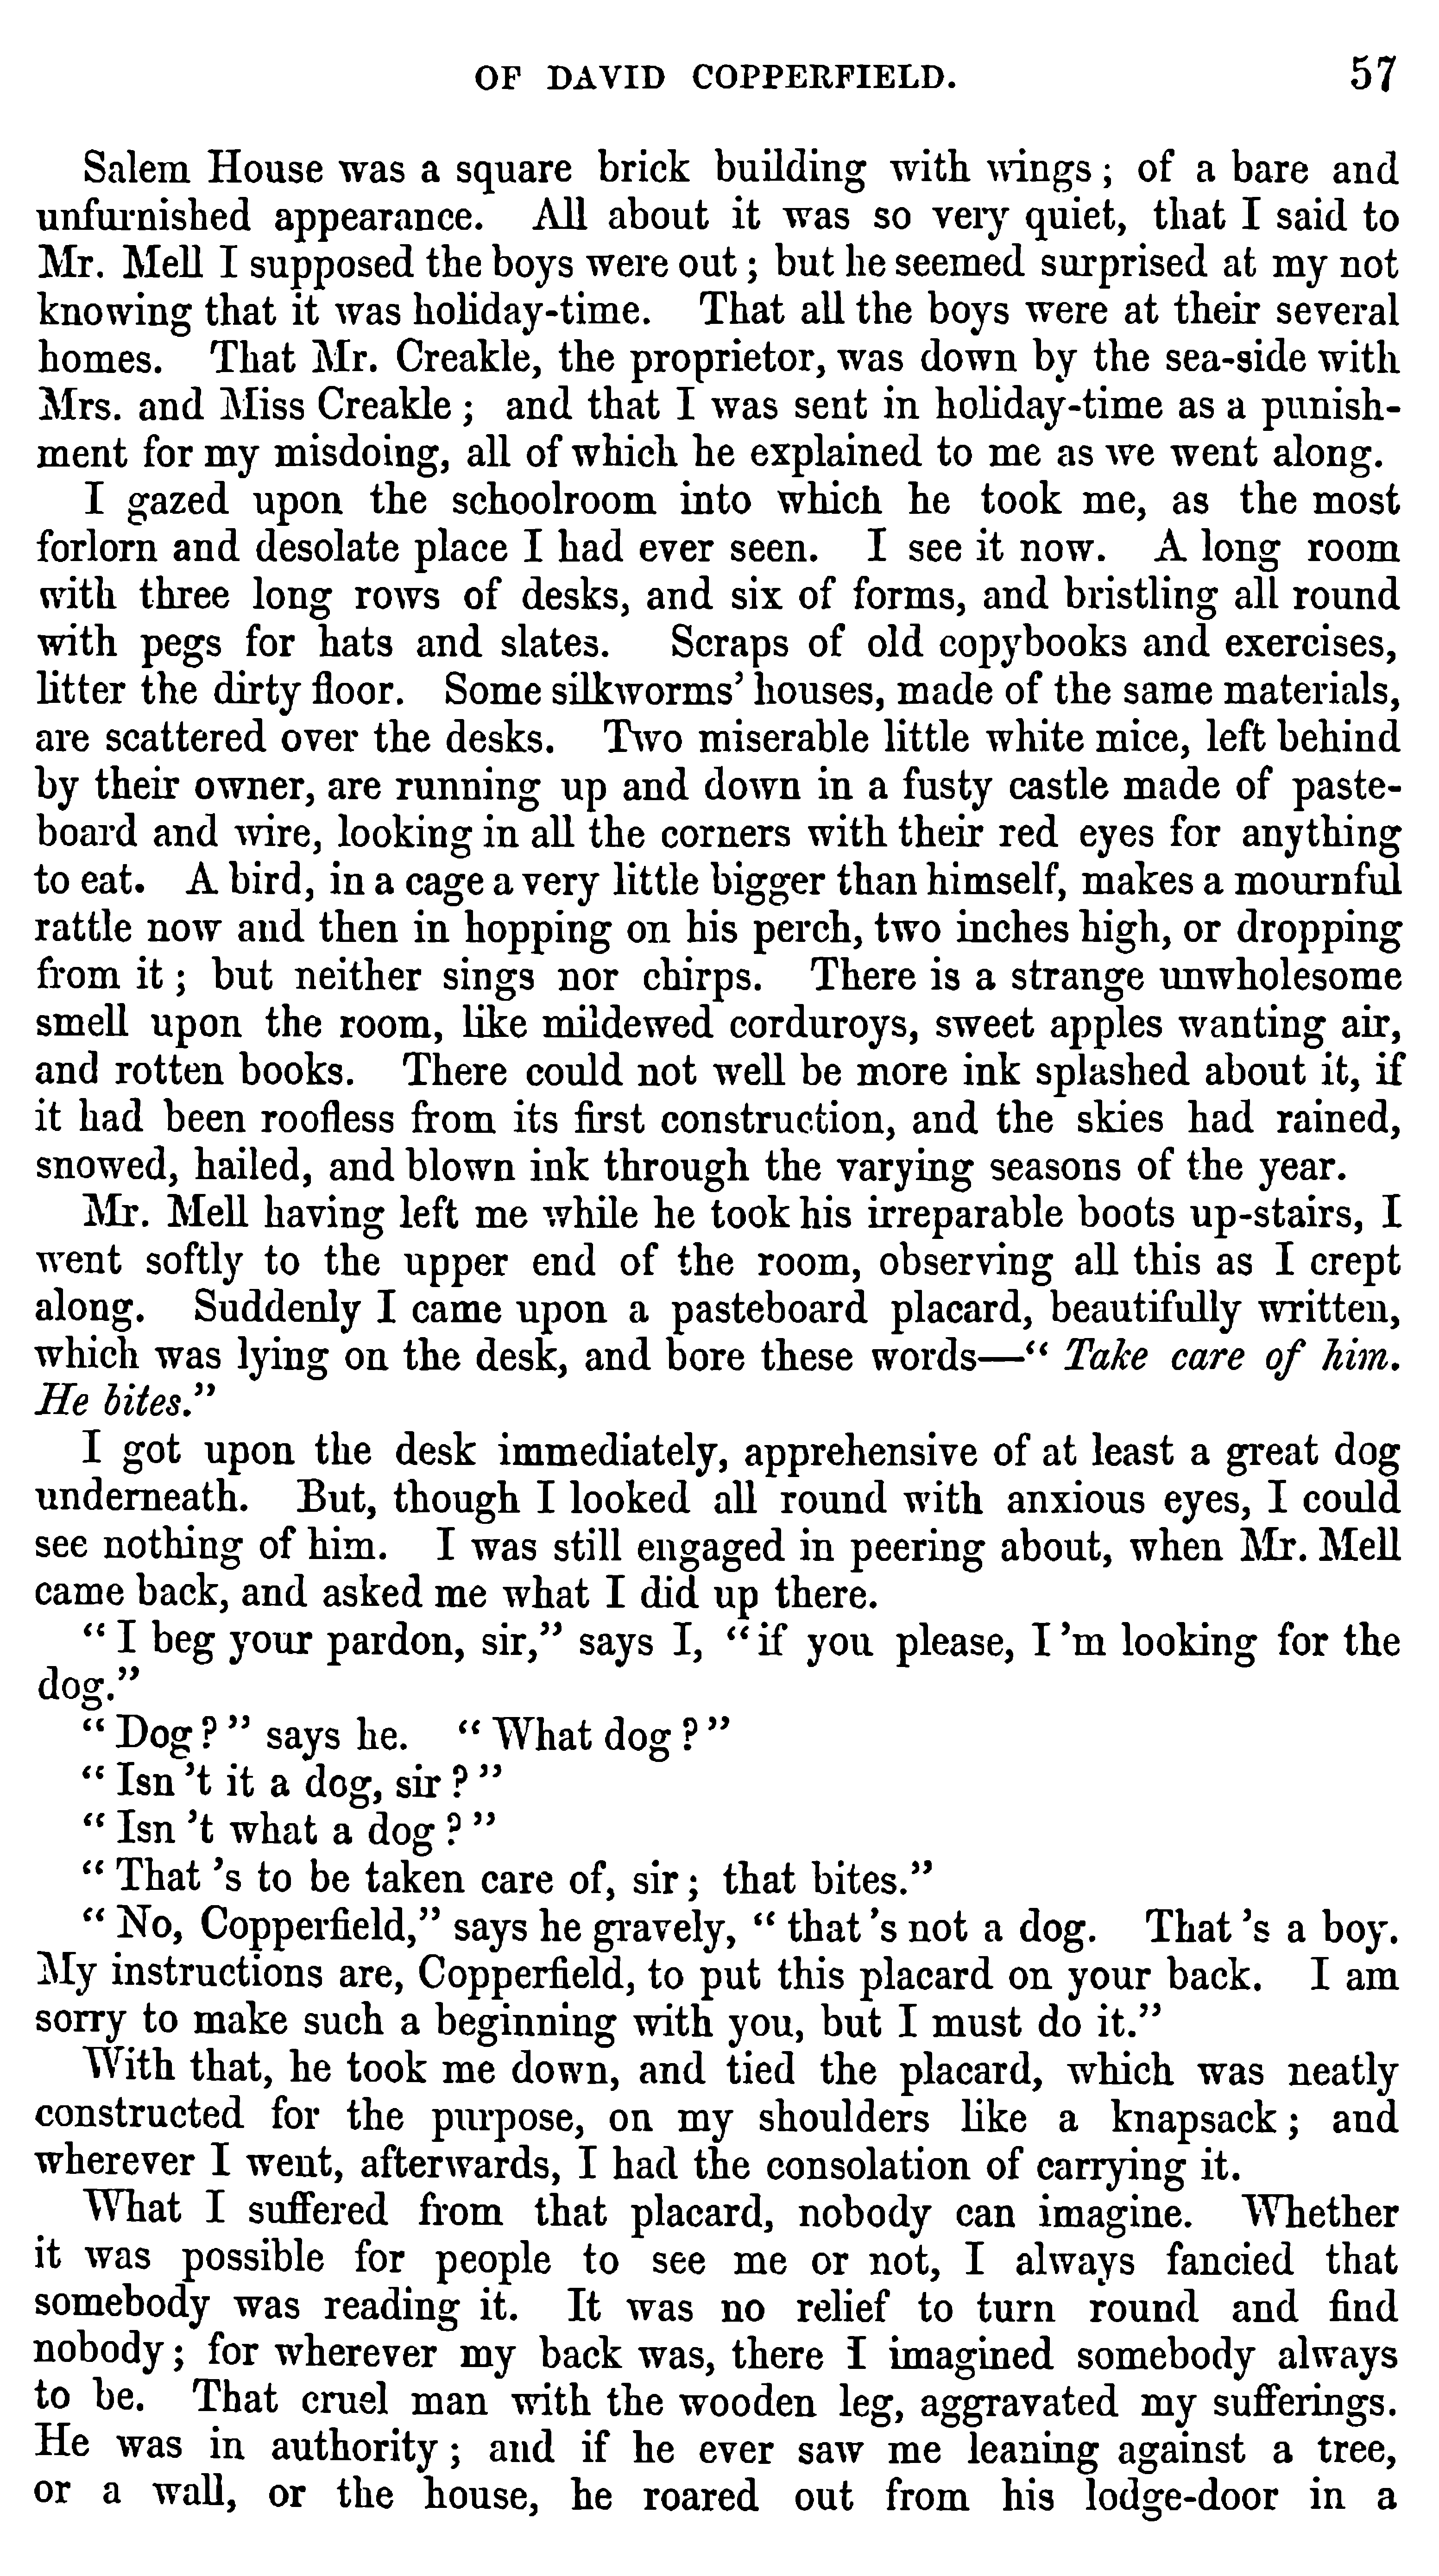 OF DAVID COPPERFIELD. 57
Salem House was a square brick building with wings; of a bare and
unfurnished appearance. All about it was so very quiet, that I said to
Mr. Mell I supposed the boys were out; but he seemed surprised at my not
knowing that it was holiday-time. That all the boys were at their several
homes. That Mr. Creakle, the proprietor, was down by the sea-side with
Mrs. and Miss Creakle; and that I was sent in holiday-time as a punish-
ment for my misdoing, all of which he explained to me as we went along.
I gazed upon the schoolroom into which he took me, as the most
forlorn and desolate place I had ever seen. I see it now. A long room
with three long rows of desks, and six of forms, and bristling all round
with pegs for hats and slates. Scraps of old copybooks and exercises,
litter the dirty floor. Some silkworms' houses, made of the same materials,
are scattered over the desks. Two miserable little white mice, left behind
by their owner, are running up and down in a fusty castle made of paste-
board and wire, looking in all the corners with their red eyes for anything
to eat. A bird, in a cage a very little bigger than himself, makes a mournful
rattle now and then in hopping on his perch, two inches high, or dropping
from it; but neither sings nor chirps. There is a strange unwholesome
smell upon the room, like mildewed corduroys, sweet apples wanting air,
and rotten books. There could not well be more ink splashed about it, if
it had been roofless from its first construction, and the skies had rained,
snowed, hailed, and blown ink through the varying seasons of the year.
Mr. Mell having left me while he took his irreparable boots up-stairs, I
went softly to the upper end of the room, observing all this as I crept
along. Suddenly I came upon a pasteboard placard, beautifully written,
which was lying on the desk, and bore these words—"Take care of him.
He bites."
I got upon the desk immediately, apprehensive of at least a great dog
underneath. But, though I looked all round with anxious eyes, I could
see nothing of him. I was still engaged in peering about, when Mr. Mell
came back, and asked me what I did up there.
"I beg your pardon, sir," says I, "if you please, I'm looking for the
dog."
"Dog?" says he. "What dog?"
"Isn't it a dog, sir?"
"Isn't what a dog?"
"That's to be taken care of, sir; that bites."
"No, Copperfield," says he gravely, "that's not a dog. That's a boy.
My instructions are, Copperfield, to put this placard on your back. I am
sorry to make such a beginning with you, but I must do it."
With that, he took me down, and tied the placard, which was neatly
constructed for the purpose, on my shoulders like a knapsack; and
wherever I went, afterwards, I had the consolation of carrying it.
What I suffered from that placard, nobody can imagine. Whether
it was possible for people to see me or not, I always fancied that
somebody was reading it. It was no relief to turn round and find
nobody; for wherever my back was, there I imagined somebody always
to be. That cruel man with the wooden leg, aggravated my sufferings.
He was in authority; and if he ever saw me leaning against a tree,
or a wall, or the house, he roared out from his lodge-door in a